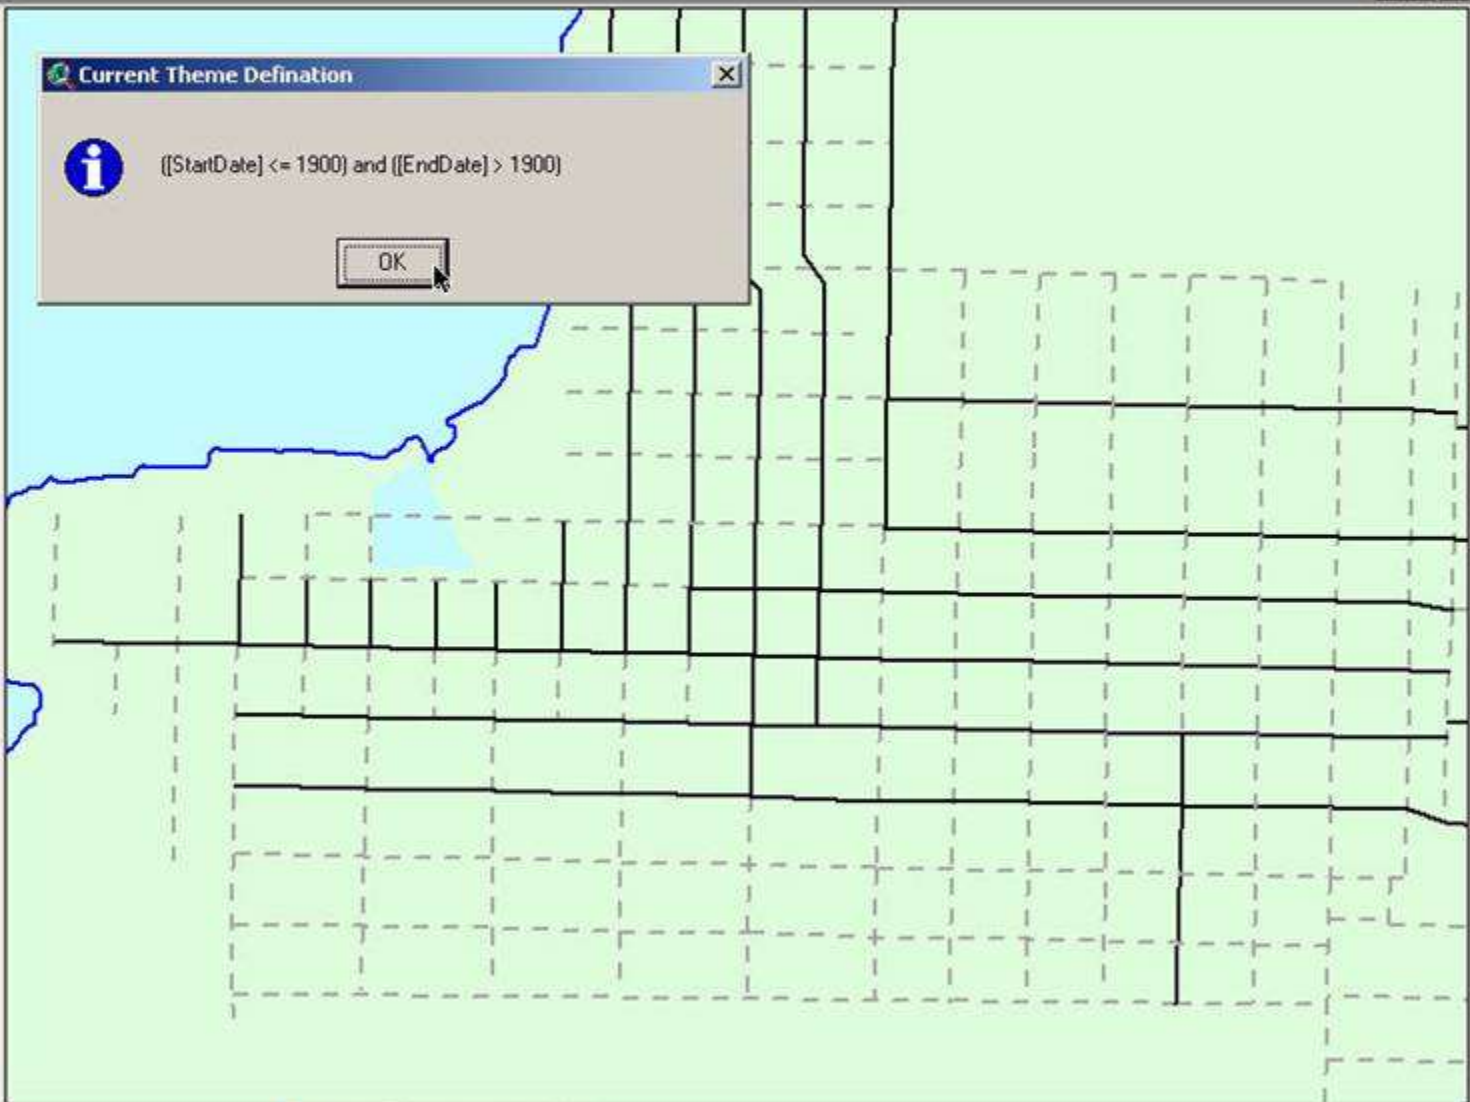 Current Theme Defination
([StartDate] <= 1900) and ([EndDate] > 1900)
OK